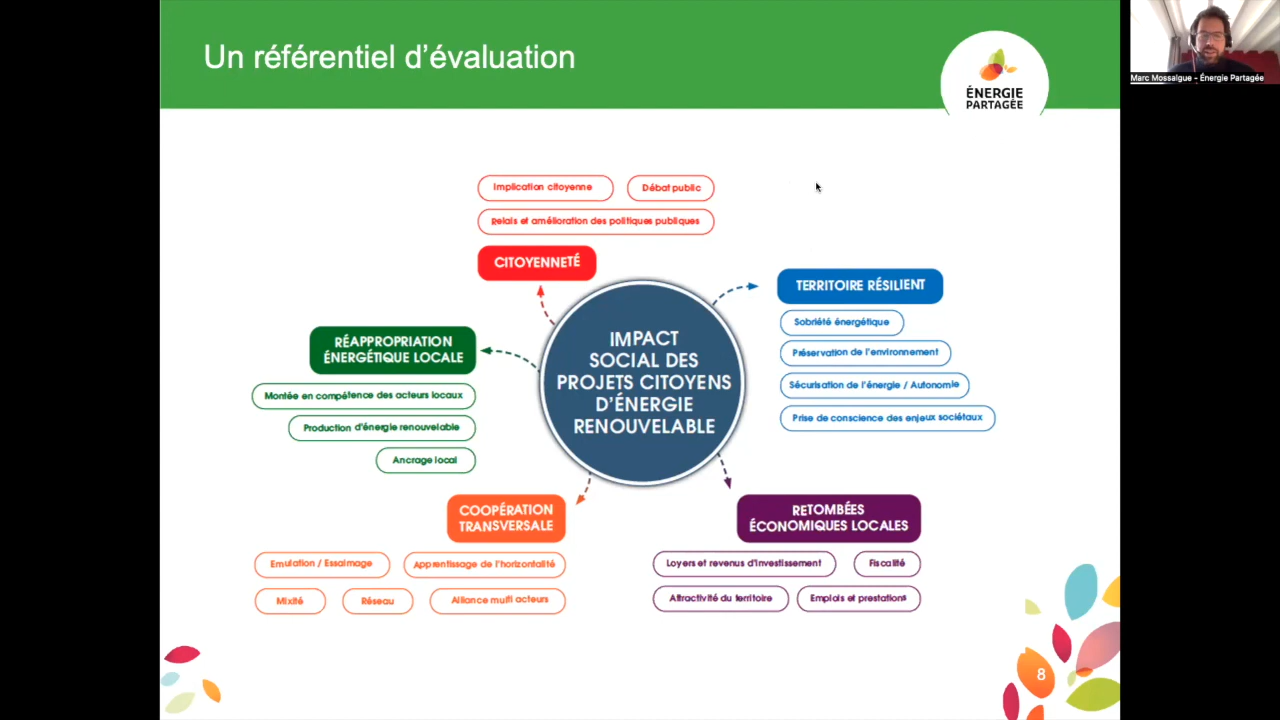 Un référentiel d'évaluation
ÉNERGIE
PARTAGÉE
Marc Mossalgue - Énergie Partagée
Implication citoyenne
Débat public
Relais et amélioration des politiques publiques
CITOYENNETÉ
TERRITOIRE RÉSILIENT
Sobriété énergétique
Préservation de l'environnement
Sécurisation de l'énergie / Autonomie
Prise de conscience des enjeux sociétaux
RÉAPPROPRIATION
ÉNERGÉTIQUE LOCALE
Montée en compétence des acteurs locaux
Production d'énergie renouvelable
Ancrage local
IMPACT
SOCIAL DES
PROJETS CITOYENS
D'ÉNERGIE
RENOUVELABLE
COOPÉRATION
TRANSVERSALE
Emulation / Essaimage
Apprentissage de l'horizontalité
Mixité
Réseau
Alliance multi acteurs
RETOMBÉES
ÉCONOMIQUES LOCALES
Loyers et revenus d'investissement
Fiscalité
Attractivité du territoire
Emplois et prestations
8